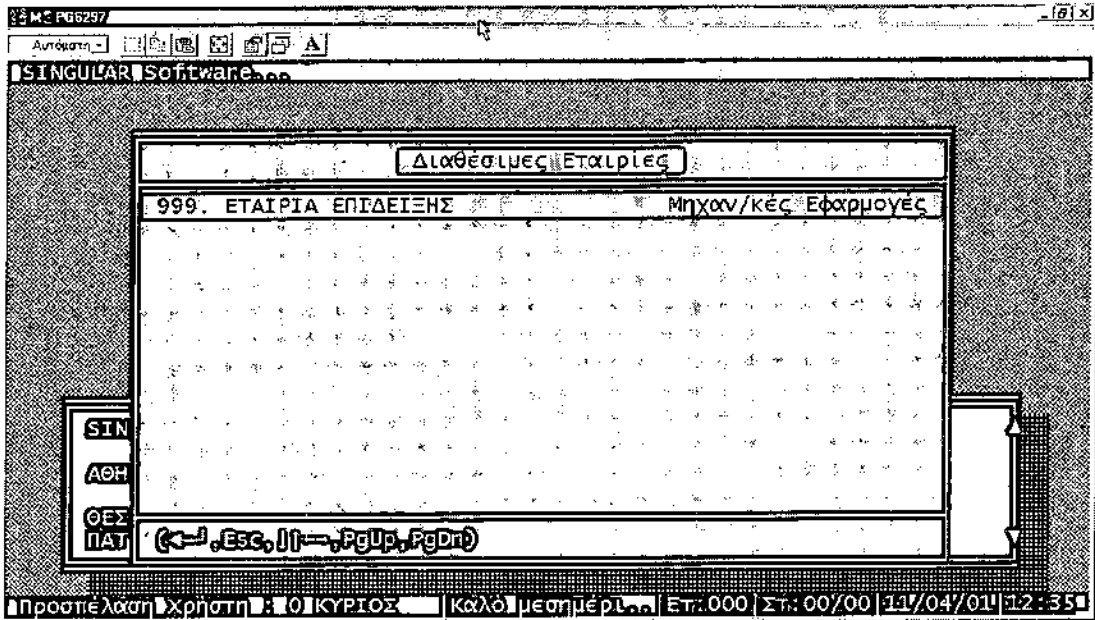 PG6297
Αυτόματη
SINGULAR Software...
Διαθέσιμες Εταιρίες
999. ΕΤΑΙΡΙΑ ΕΠΙΔΕΙΞΗΣ Μηχαν/κές Εφαρμογές
SIN
ΑΘΗ
ΘΕΣ
ΠΑΤ
(◄┘,Esc,↓↑←→,PgUp,PgDn)
Προσπέλαση Χρήστη : 0 ΚΥΡΙΟΣ Καλό μεσημέρι... Ετ:000 Στ:00/00 11/04/01 12:35